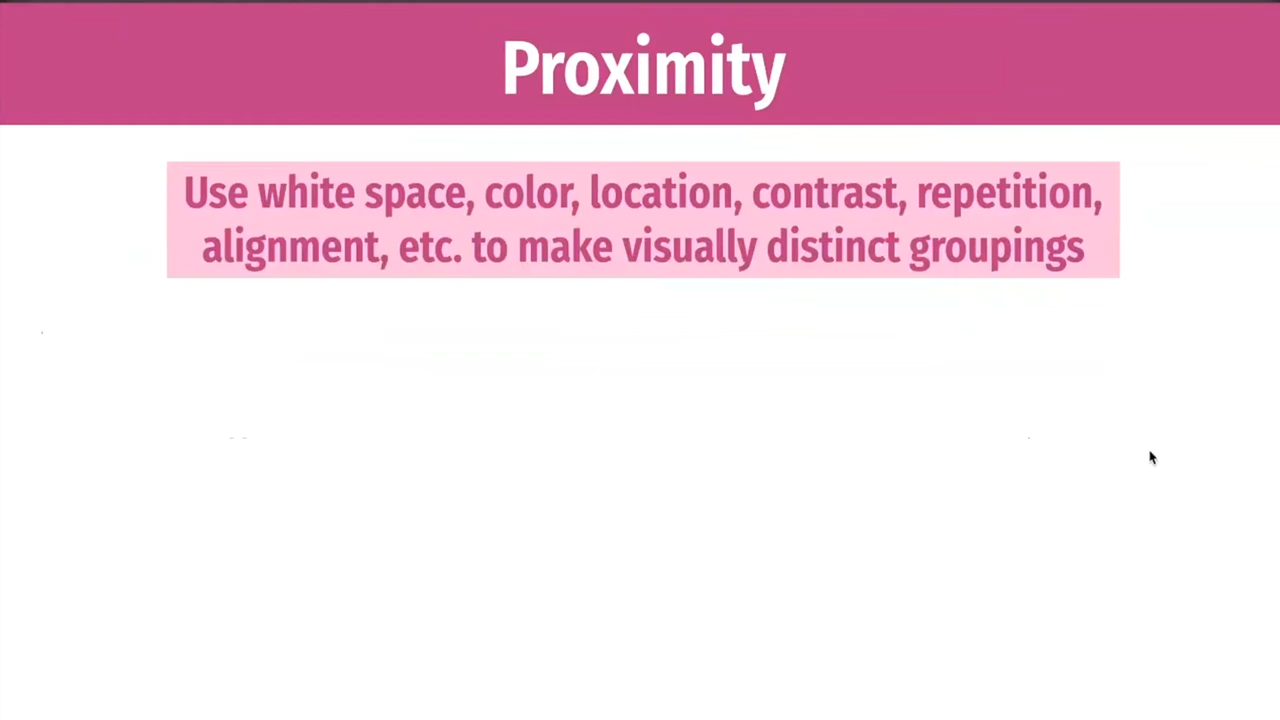 Proximity
Use white space, color, location, contrast, repetition,
alignment, etc. to make visually distinct groupings